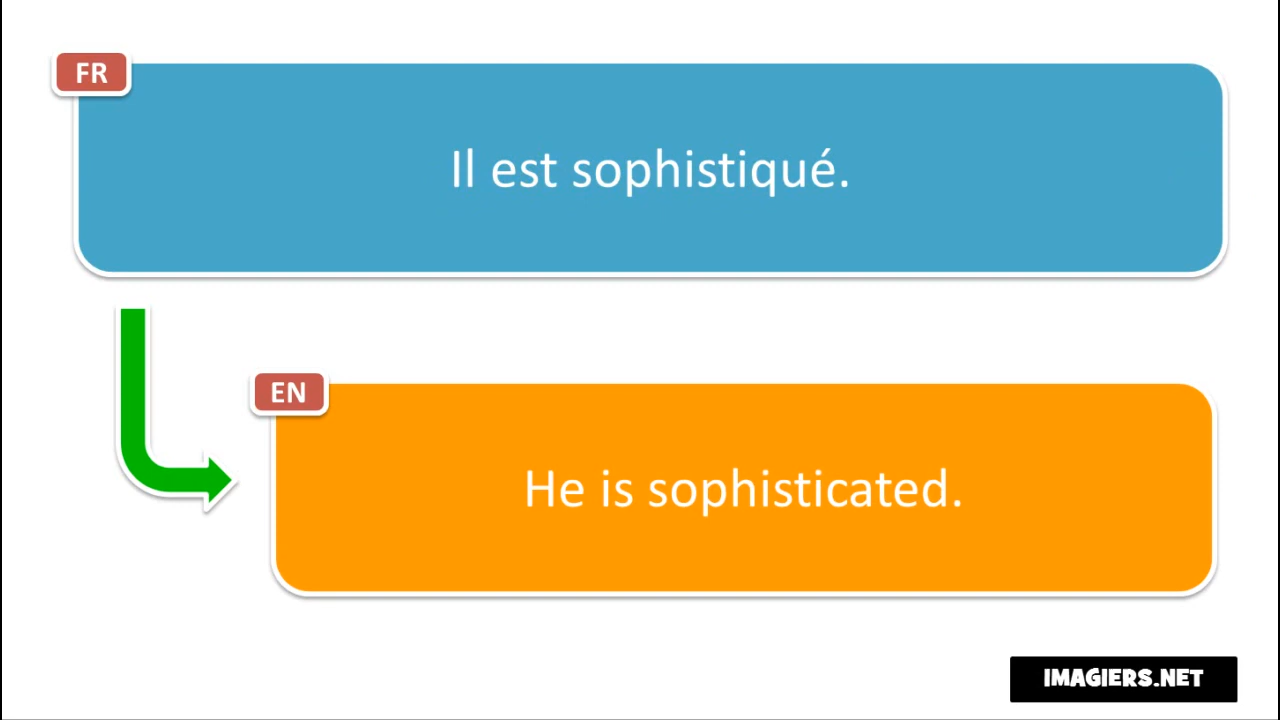 FR
Il est sophistiqué.
EN
He is sophisticated.
IMAGIERS.NET